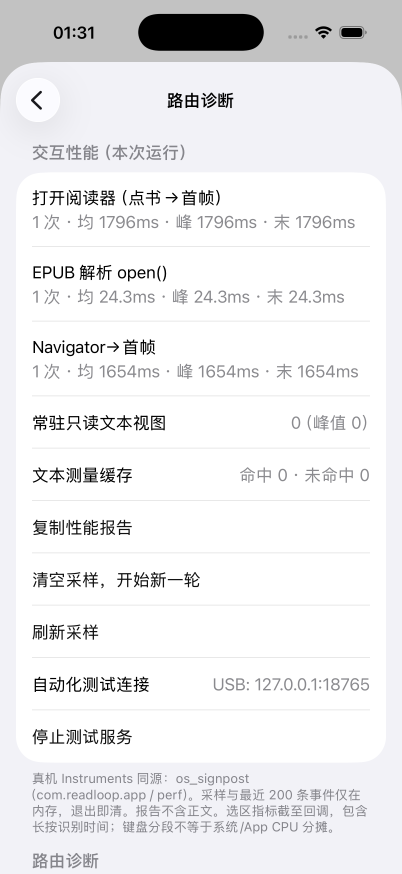 01:31
路由诊断
交互性能（本次运行）
打开阅读器（点书→首帧）
1 次 · 均 1796ms · 峰 1796ms · 末 1796ms
EPUB 解析 open()
1 次 · 均 24.3ms · 峰 24.3ms · 末 24.3ms
Navigator→首帧
1 次 · 均 1654ms · 峰 1654ms · 末 1654ms
常驻只读文本视图 0（峰值 0）
文本测量缓存 命中 0 · 未命中 0
复制性能报告
清空采样，开始新一轮
刷新采样
自动化测试连接 USB: 127.0.0.1:18765
停止测试服务
真机 Instruments 同源：os_signpost
(com.readloop.app / perf)。采样与最近 200 条事件仅在
内存，退出即清。报告不含正文。选区指标截至回调，包含
长按识别时间；键盘分段不等于系统/App CPU 分摊。
路由诊断